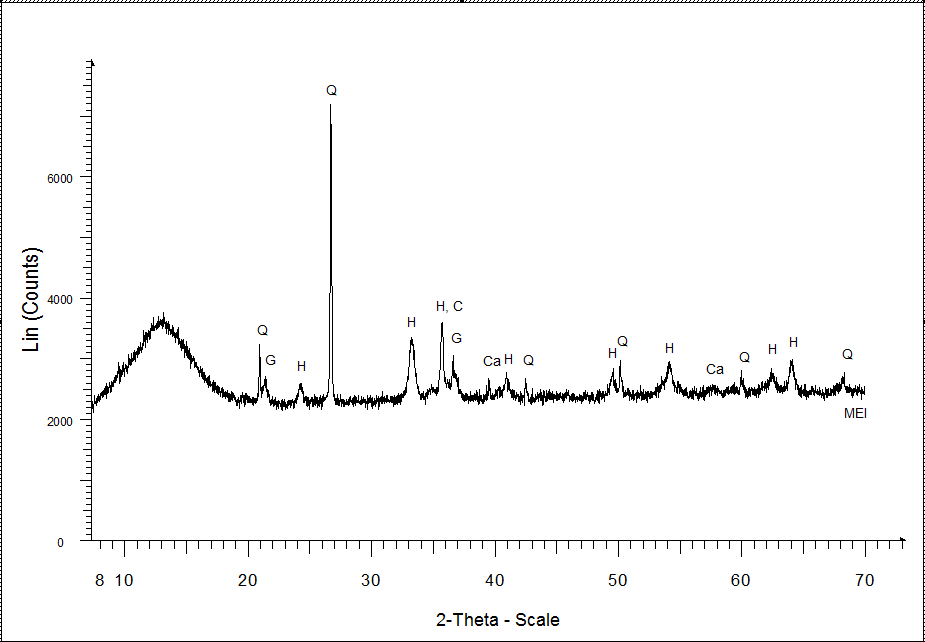 Q
6000
Lin (Counts)
4000
H, C
Q
H
G
Q
H
G
H
Ca
H
Q
H
H
Ca
Q
H
Q
2000
MEI
0
8 10 20 30 40 50 60 70
2-Theta - Scale